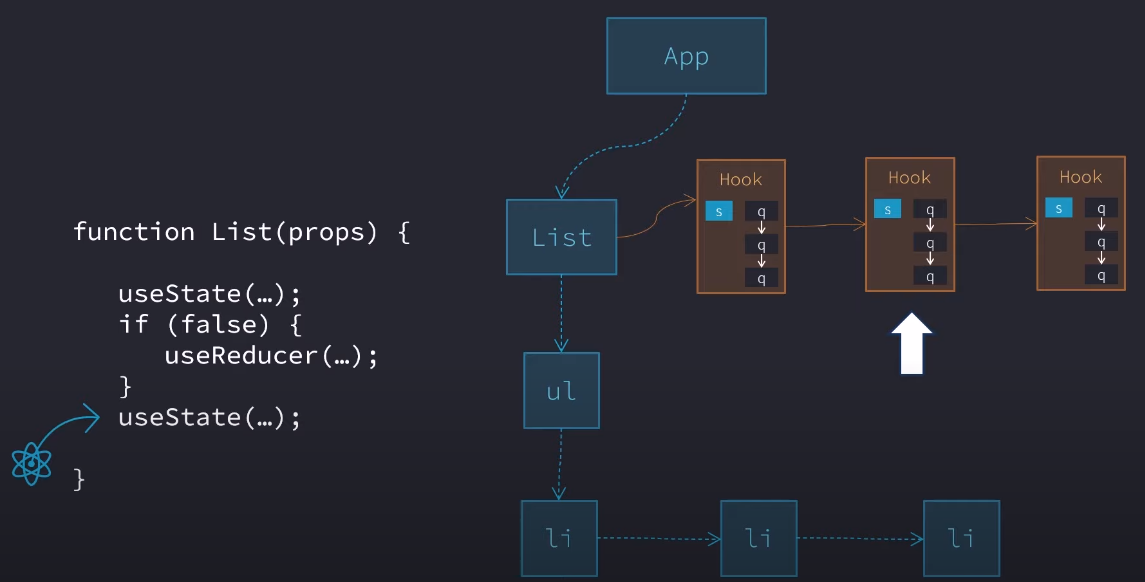 function List(props) {
useState(…);
if (false) {
useReducer(…);
}
useState(…);
}
App
List
Hook
s q
q
q
Hook
s q
q
q
Hook
s q
q
q
ul
li li li